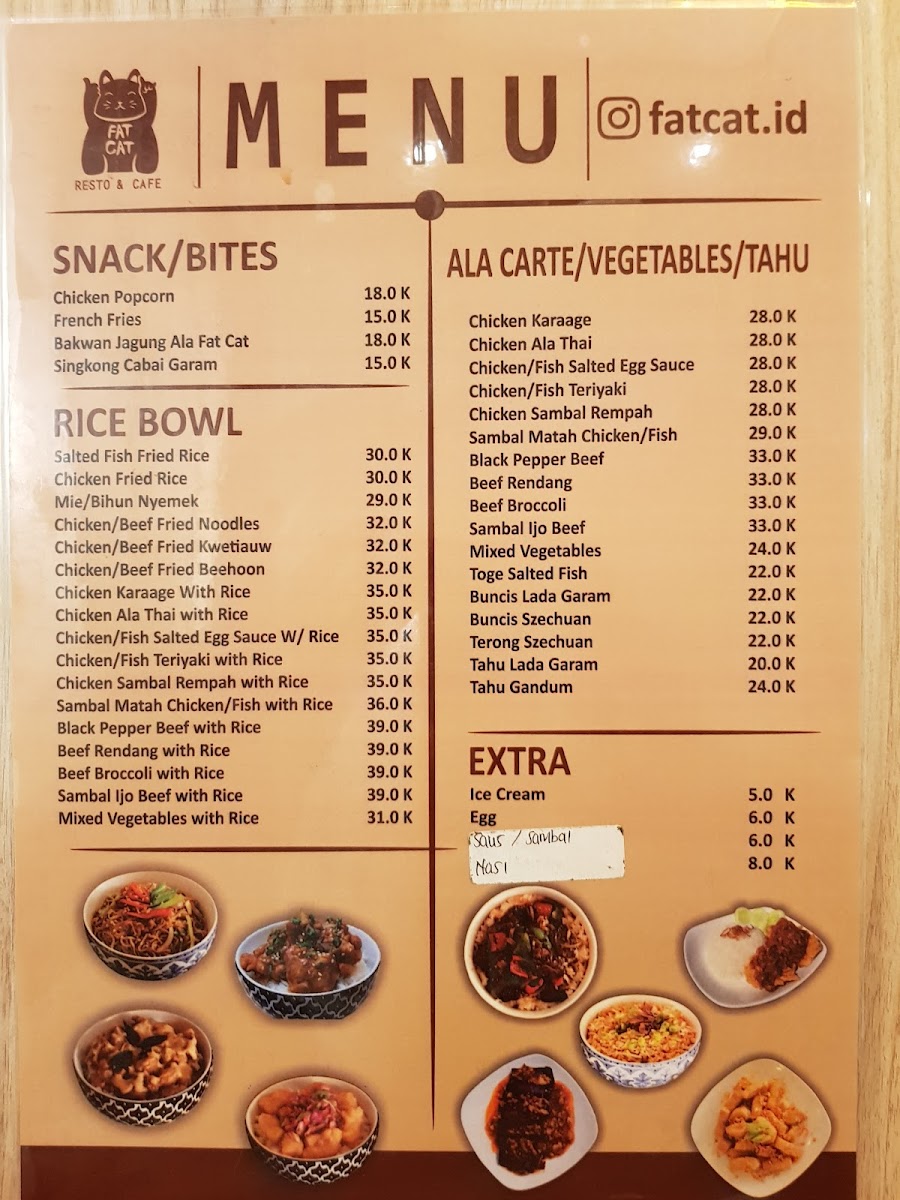 FAT
CAT
RESTO & CAFE
MENU
fatcat.id
SNACK/BITES
Chicken Popcorn 18.0 K
French Fries 15.0 K
Bakwan Jagung Ala Fat Cat 18.0 K
Singkong Cabai Garam 15.0 K
RICE BOWL
Salted Fish Fried Rice 30.0 K
Chicken Fried Rice 30.0 K
Mie/Bihun Nyemek 29.0 K
Chicken/Beef Fried Noodles 32.0 K
Chicken/Beef Fried Kwetiauw 32.0 K
Chicken/Beef Fried Beehoon 32.0 K
Chicken Karaage With Rice 35.0 K
Chicken Ala Thai with Rice 35.0 K
Chicken/Fish Salted Egg Sauce W/ Rice 35.0 K
Chicken/Fish Teriyaki with Rice 35.0 K
Chicken Sambal Rempah with Rice 35.0 K
Sambal Matah Chicken/Fish with Rice 36.0 K
Black Pepper Beef with Rice 39.0 K
Beef Rendang with Rice 39.0 K
Beef Broccoli with Rice 39.0 K
Sambal Ijo Beef with Rice 39.0 K
Mixed Vegetables with Rice 31.0 K
ALA CARTE/VEGETABLES/TAHU
Chicken Karaage 28.0 K
Chicken Ala Thai 28.0 K
Chicken/Fish Salted Egg Sauce 28.0 K
Chicken/Fish Teriyaki 28.0 K
Chicken Sambal Rempah 28.0 K
Sambal Matah Chicken/Fish 29.0 K
Black Pepper Beef 33.0 K
Beef Rendang 33.0 K
Beef Broccoli 33.0 K
Sambal Ijo Beef 33.0 K
Mixed Vegetables 24.0 K
Toge Salted Fish 22.0 K
Buncis Lada Garam 22.0 K
Buncis Szechuan 22.0 K
Terong Szechuan 22.0 K
Tahu Lada Garam 20.0 K
Tahu Gandum 24.0 K
EXTRA
Ice Cream 5.0 K
Egg 6.0 K
Saus / Sambal 6.0 K
Nasi 8.0 K